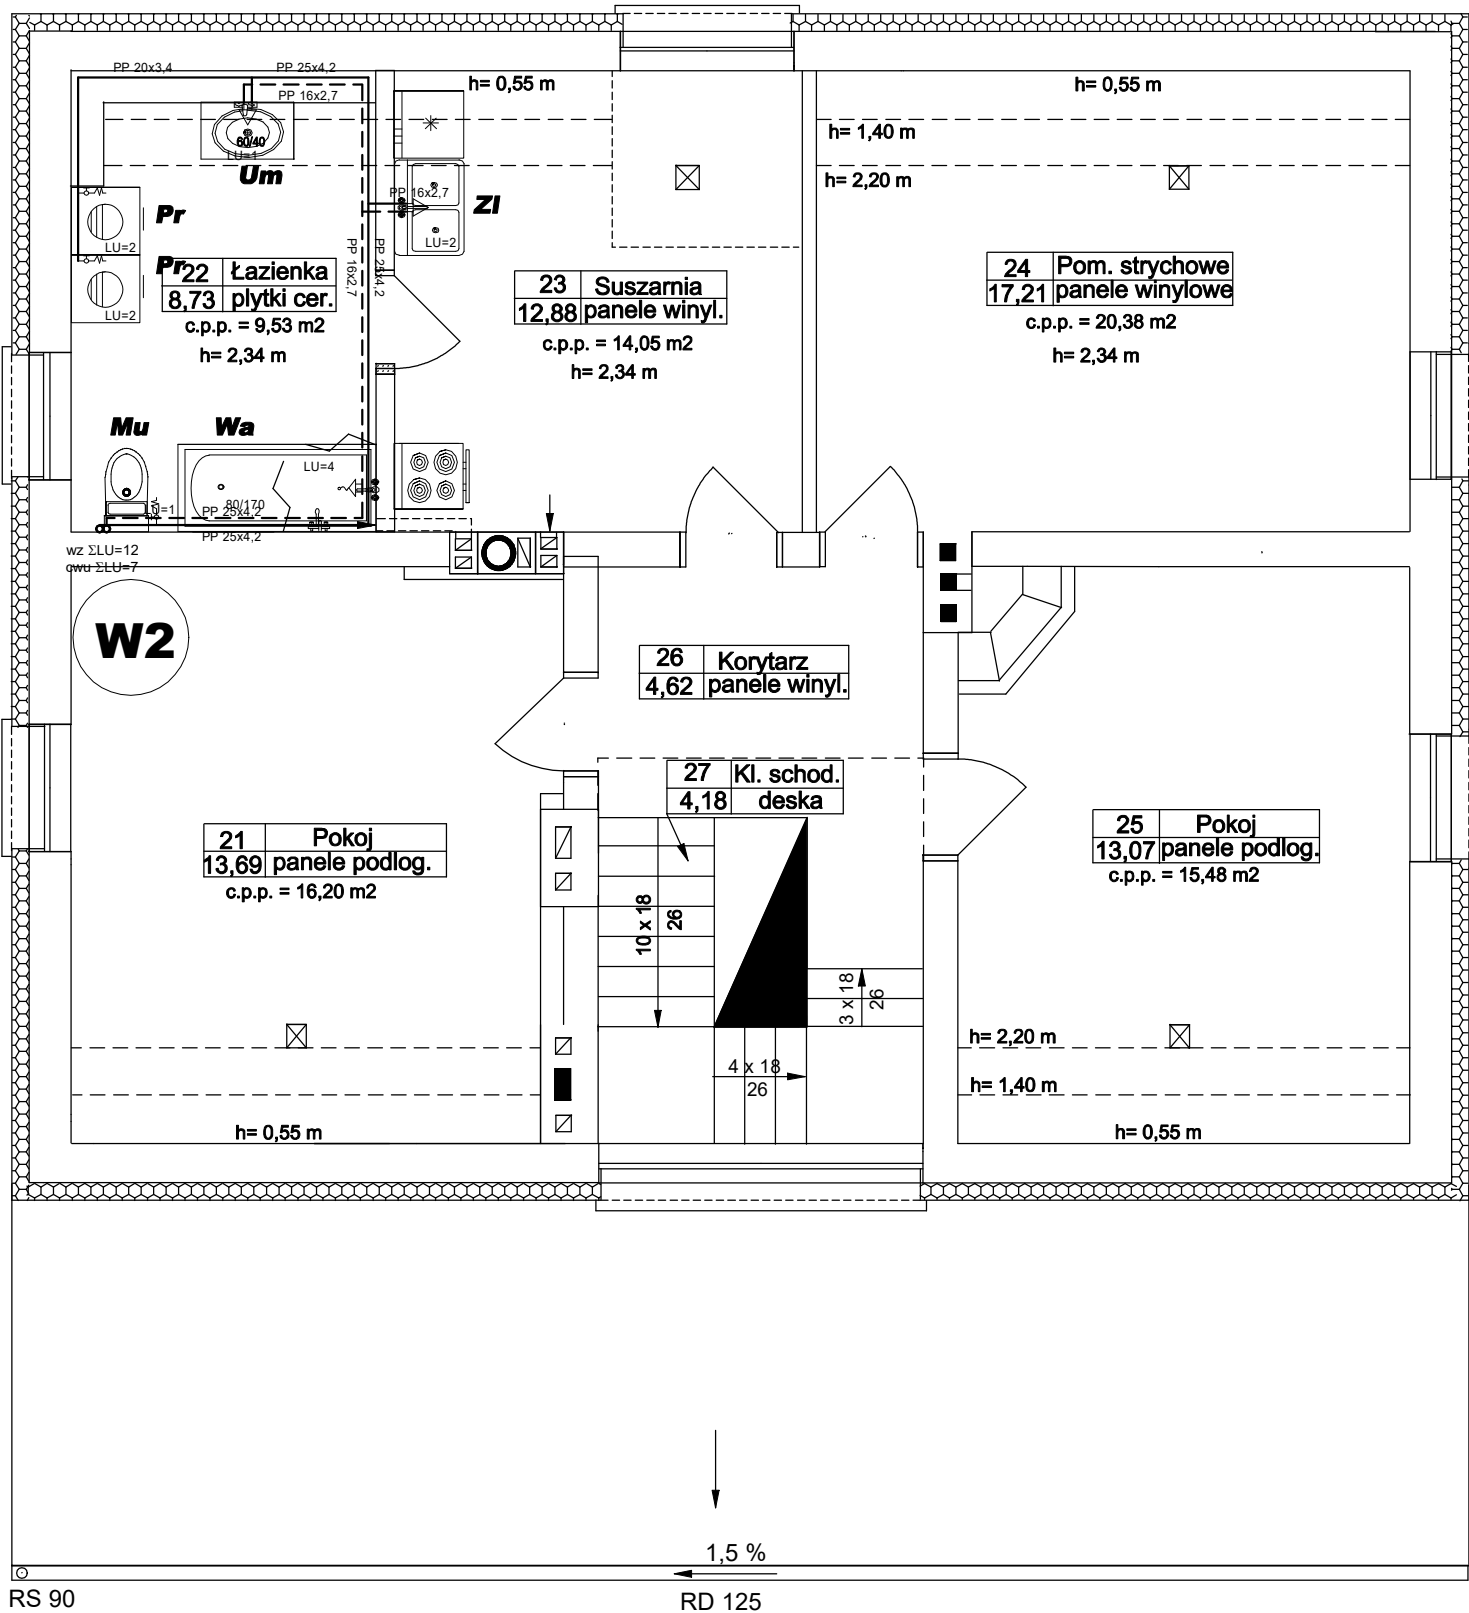 PP 20x3,4
PP 25x4,2
PP 16x2,7
h= 0,55 m
h= 0,55 m
60/40
LU=1
Um
h= 1,40 m
h= 2,20 m
PP 16x2,7
Zl
LU=2
Pr
LU=2
Pr
LU=2
22 Łazienka
8,73 plytki cer.
c.p.p. = 9,53 m2
h= 2,34 m
PP 16x2,7
PP 25x4,2
23 Suszarnia
12,88 panele winyl.
c.p.p. = 14,05 m2
h= 2,34 m
24 Pom. strychowe
17,21 panele winylowe
c.p.p. = 20,38 m2
h= 2,34 m
Mu
Wa
LU=4
80/170
LU=1
PP 25x4,2
PP 25x4,2
wz ΣLU=12
cwu ΣLU=7
W2
26 Korytarz
4,62 panele winyl.
27 Kl. schod.
4,18 deska
21 Pokoj
13,69 panele podlog.
c.p.p. = 16,20 m2
25 Pokoj
13,07 panele podlog.
c.p.p. = 15,48 m2
10 x 18
26
3 x 18
26
4 x 18
26
h= 2,20 m
h= 1,40 m
h= 0,55 m
h= 0,55 m
1,5 %
RS 90
RD 125